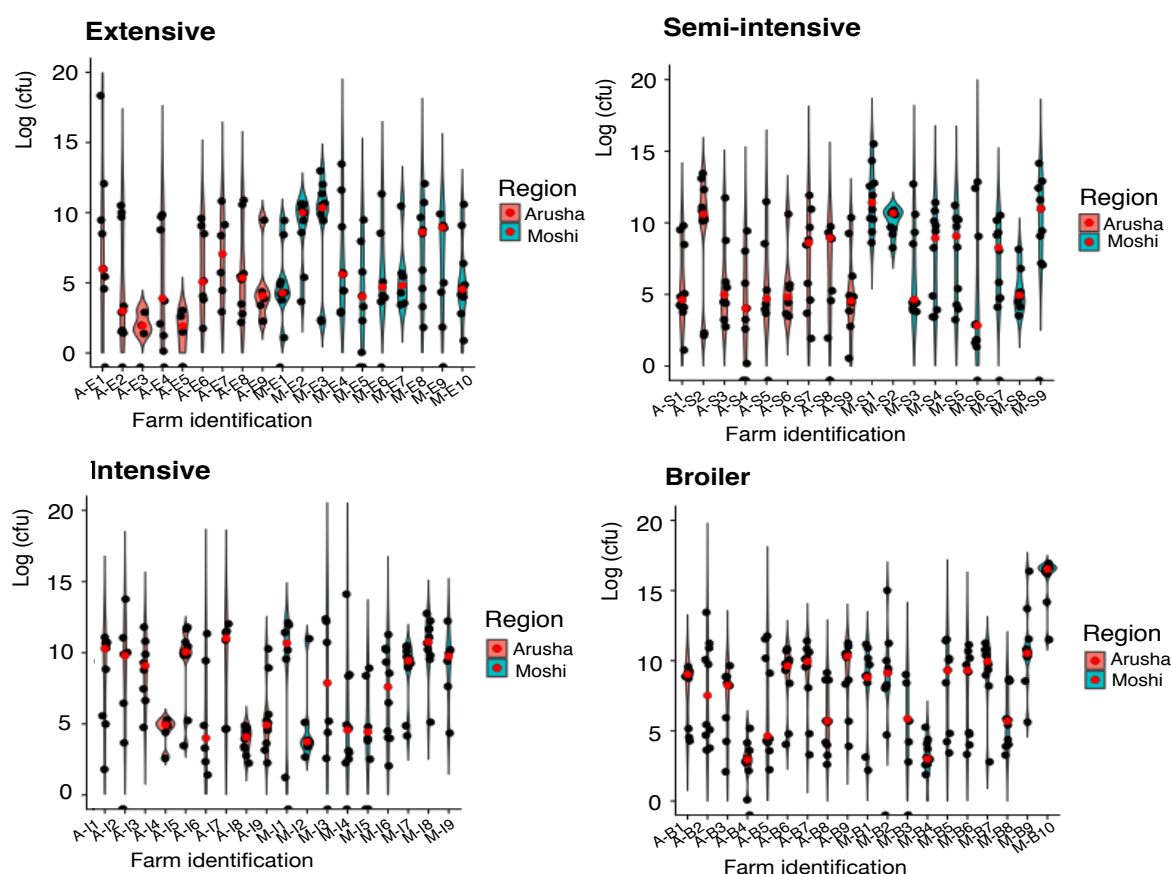 Extensive
Log (cfu)
20
15
10
5
0
A-E1 A-E2 A-E3 A-E4 A-E5 A-E6 A-E7 A-E8 A-E9 M-E1 M-E2 M-E3 M-E4 M-E5 M-E6 M-E7 M-E8 M-E9 M-E10
Farm identification
Region
Arusha
Moshi
Semi-intensive
Log (cfu)
20
15
10
5
0
A-S1 A-S2 A-S3 A-S4 A-S5 A-S6 A-S7 A-S8 A-S9 M-S1 M-S2 M-S3 M-S4 M-S5 M-S6 M-S7 M-S8 M-S9
Farm identification
Region
Arusha
Moshi
Intensive
Log (cfu)
20
15
10
5
0
A-I1 A-I2 A-I3 A-I4 A-I5 A-I6 A-I7 A-I8 A-I9 M-I1 M-I2 M-I3 M-I4 M-I5 M-I6 M-I7 M-I8 M-I9
Farm identification
Region
Arusha
Moshi
Broiler
Log (cfu)
20
15
10
5
0
A-B1 A-B2 A-B3 A-B4 A-B5 A-B6 A-B7 A-B8 A-B9 M-B1 M-B2 M-B3 M-B4 M-B5 M-B6 M-B7 M-B8 M-B9 M-B10
Farm identification
Region
Arusha
Moshi